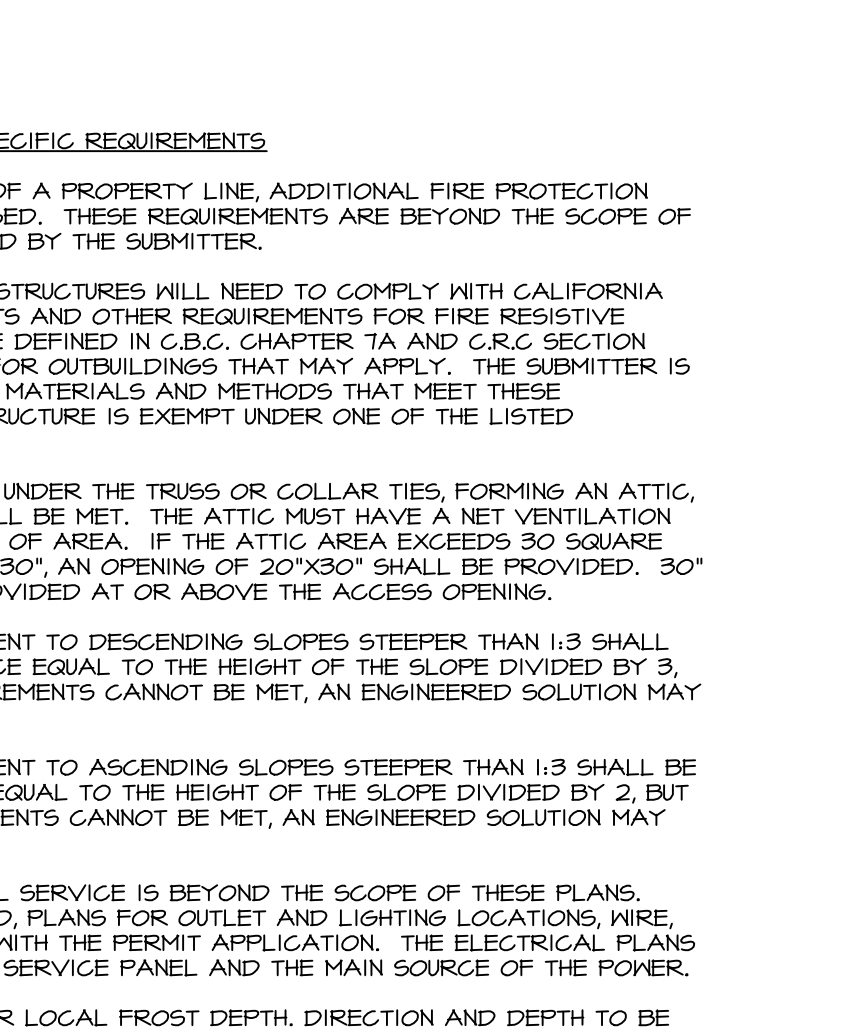 ECIFIC REQUIREMENTS
OF A PROPERTY LINE, ADDITIONAL FIRE PROTECTION
SED. THESE REQUIREMENTS ARE BEYOND THE SCOPE OF
D BY THE SUBMITTER.
STRUCTURES WILL NEED TO COMPLY WITH CALIFORNIA
TS AND OTHER REQUIREMENTS FOR FIRE RESISTIVE
E DEFINED IN C.B.C. CHAPTER 7A AND C.R.C SECTION
FOR OUTBUILDINGS THAT MAY APPLY. THE SUBMITTER IS
MATERIALS AND METHODS THAT MEET THESE
RUCTURE IS EXEMPT UNDER ONE OF THE LISTED
UNDER THE TRUSS OR COLLAR TIES, FORMING AN ATTIC,
LL BE MET. THE ATTIC MUST HAVE A NET VENTILATION
OF AREA. IF THE ATTIC AREA EXCEEDS 30 SQUARE
30", AN OPENING OF 20"X30" SHALL BE PROVIDED. 30"
OVIDED AT OR ABOVE THE ACCESS OPENING.
ENT TO DESCENDING SLOPES STEEPER THAN 1:3 SHALL
CE EQUAL TO THE HEIGHT OF THE SLOPE DIVIDED BY 3,
REMENTS CANNOT BE MET, AN ENGINEERED SOLUTION MAY
ENT TO ASCENDING SLOPES STEEPER THAN 1:3 SHALL BE
EQUAL TO THE HEIGHT OF THE SLOPE DIVIDED BY 2, BUT
ENTS CANNOT BE MET, AN ENGINEERED SOLUTION MAY
L SERVICE IS BEYOND THE SCOPE OF THESE PLANS.
D, PLANS FOR OUTLET AND LIGHTING LOCATIONS, WIRE,
WITH THE PERMIT APPLICATION. THE ELECTRICAL PLANS
SERVICE PANEL AND THE MAIN SOURCE OF THE POWER.
R LOCAL FROST DEPTH. DIRECTION AND DEPTH TO BE